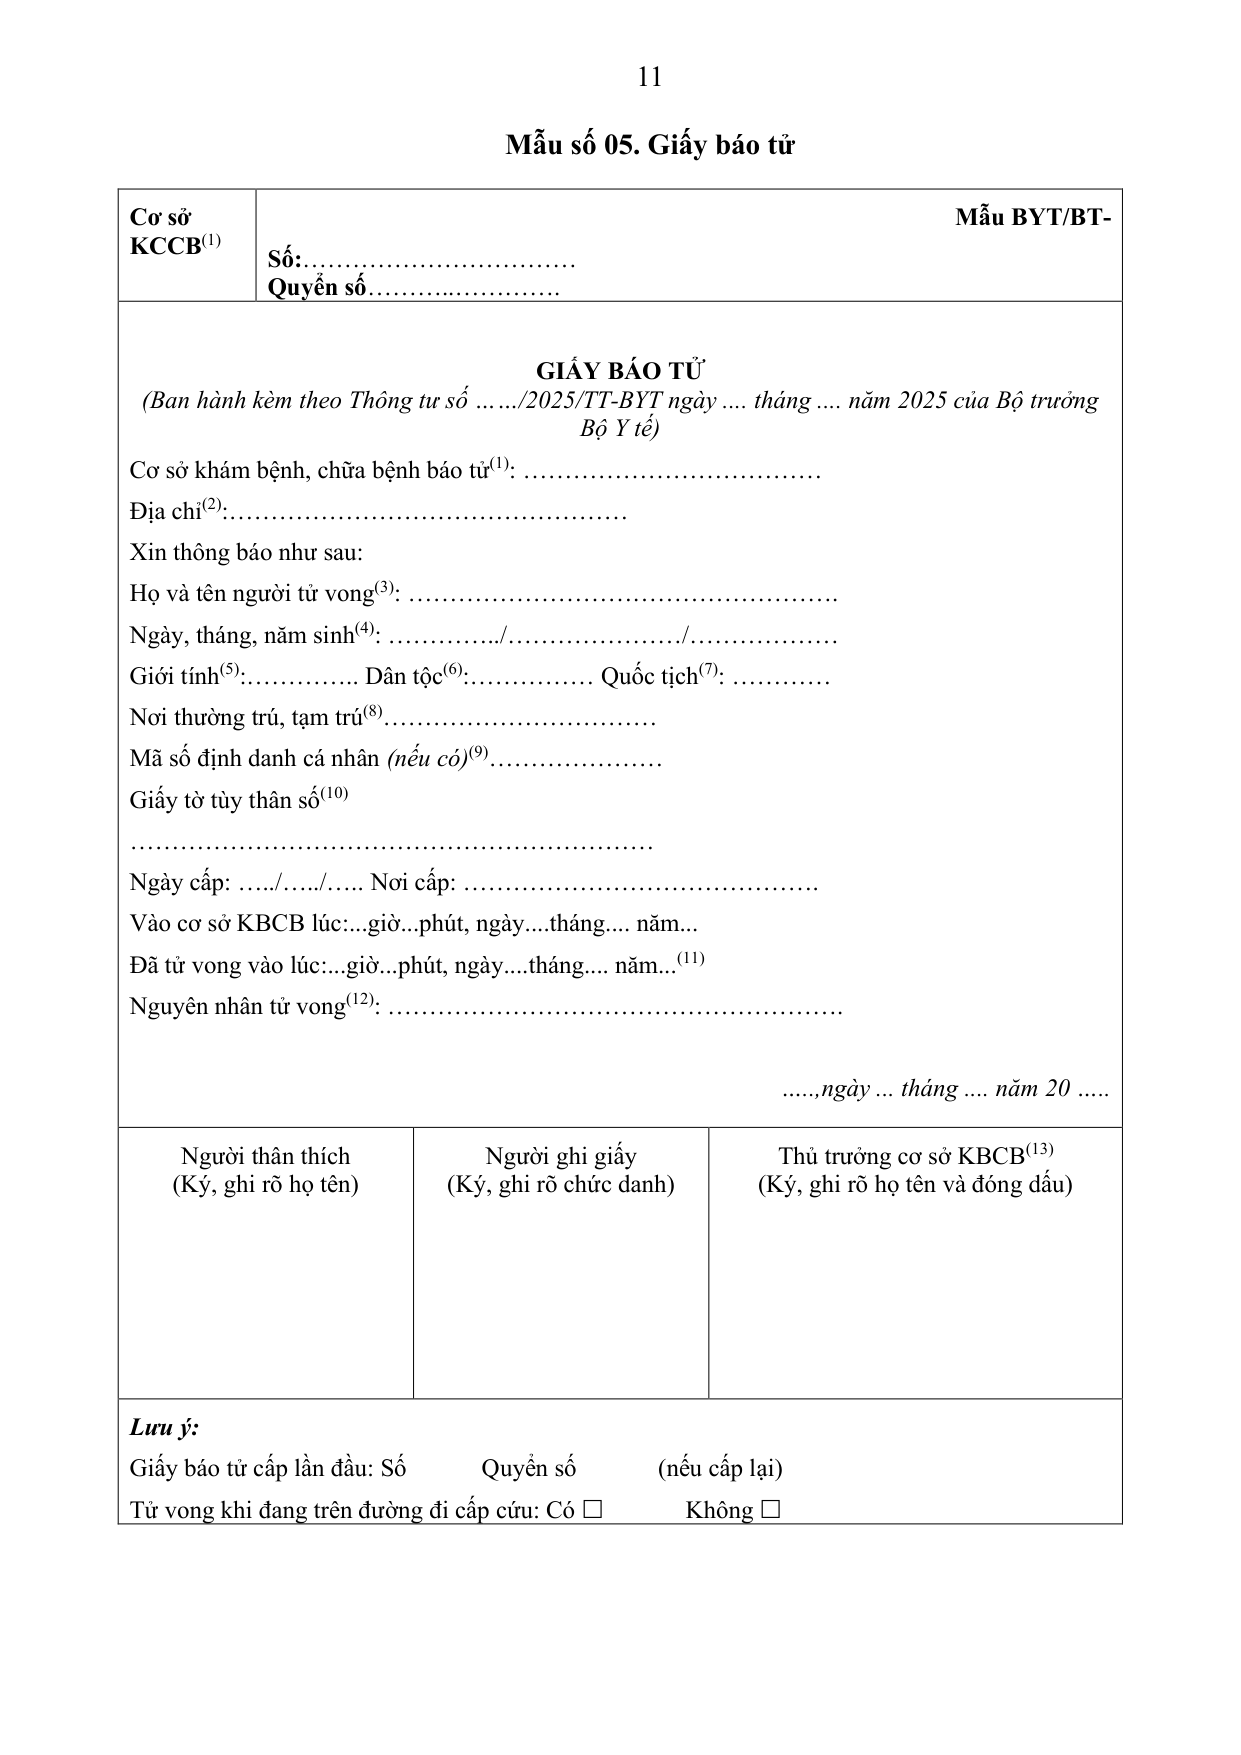 11
Mẫu số 05. Giấy báo tử
Cơ sở
KCCB(1)
Mẫu BYT/BT-
Số:……………………………
Quyển số………..………….
GIẤY BÁO TỬ
(Ban hành kèm theo Thông tư số ……/2025/TT-BYT ngày .... tháng .... năm 2025 của Bộ trưởng
Bộ Y tế)
Cơ sở khám bệnh, chữa bệnh báo tử(1): ………………………………
Địa chỉ(2):…………………………………………
Xin thông báo như sau:
Họ và tên người tử vong(3): …………………………………………….
Ngày, tháng, năm sinh(4): …………../…………………/………………
Giới tính(5):………….. Dân tộc(6):…………… Quốc tịch(7): …………
Nơi thường trú, tạm trú(8)……………………………
Mã số định danh cá nhân (nếu có)(9)…………………
Giấy tờ tùy thân số(10)
………………………………………………………
Ngày cấp: …../…../….. Nơi cấp: …………………………………….
Vào cơ sở KBCB lúc:...giờ...phút, ngày....tháng.... năm...
Đã tử vong vào lúc:...giờ...phút, ngày....tháng.... năm...(11)
Nguyên nhân tử vong(12): ……………………………………………….
.....,ngày ... tháng .... năm 20 …..
Người thân thích
(Ký, ghi rõ họ tên)
Người ghi giấy
(Ký, ghi rõ chức danh)
Thủ trưởng cơ sở KBCB(13)
(Ký, ghi rõ họ tên và đóng dấu)
Lưu ý:
Giấy báo tử cấp lần đầu: Số Quyển số (nếu cấp lại)
Tử vong khi đang trên đường đi cấp cứu: Có ☐ Không ☐